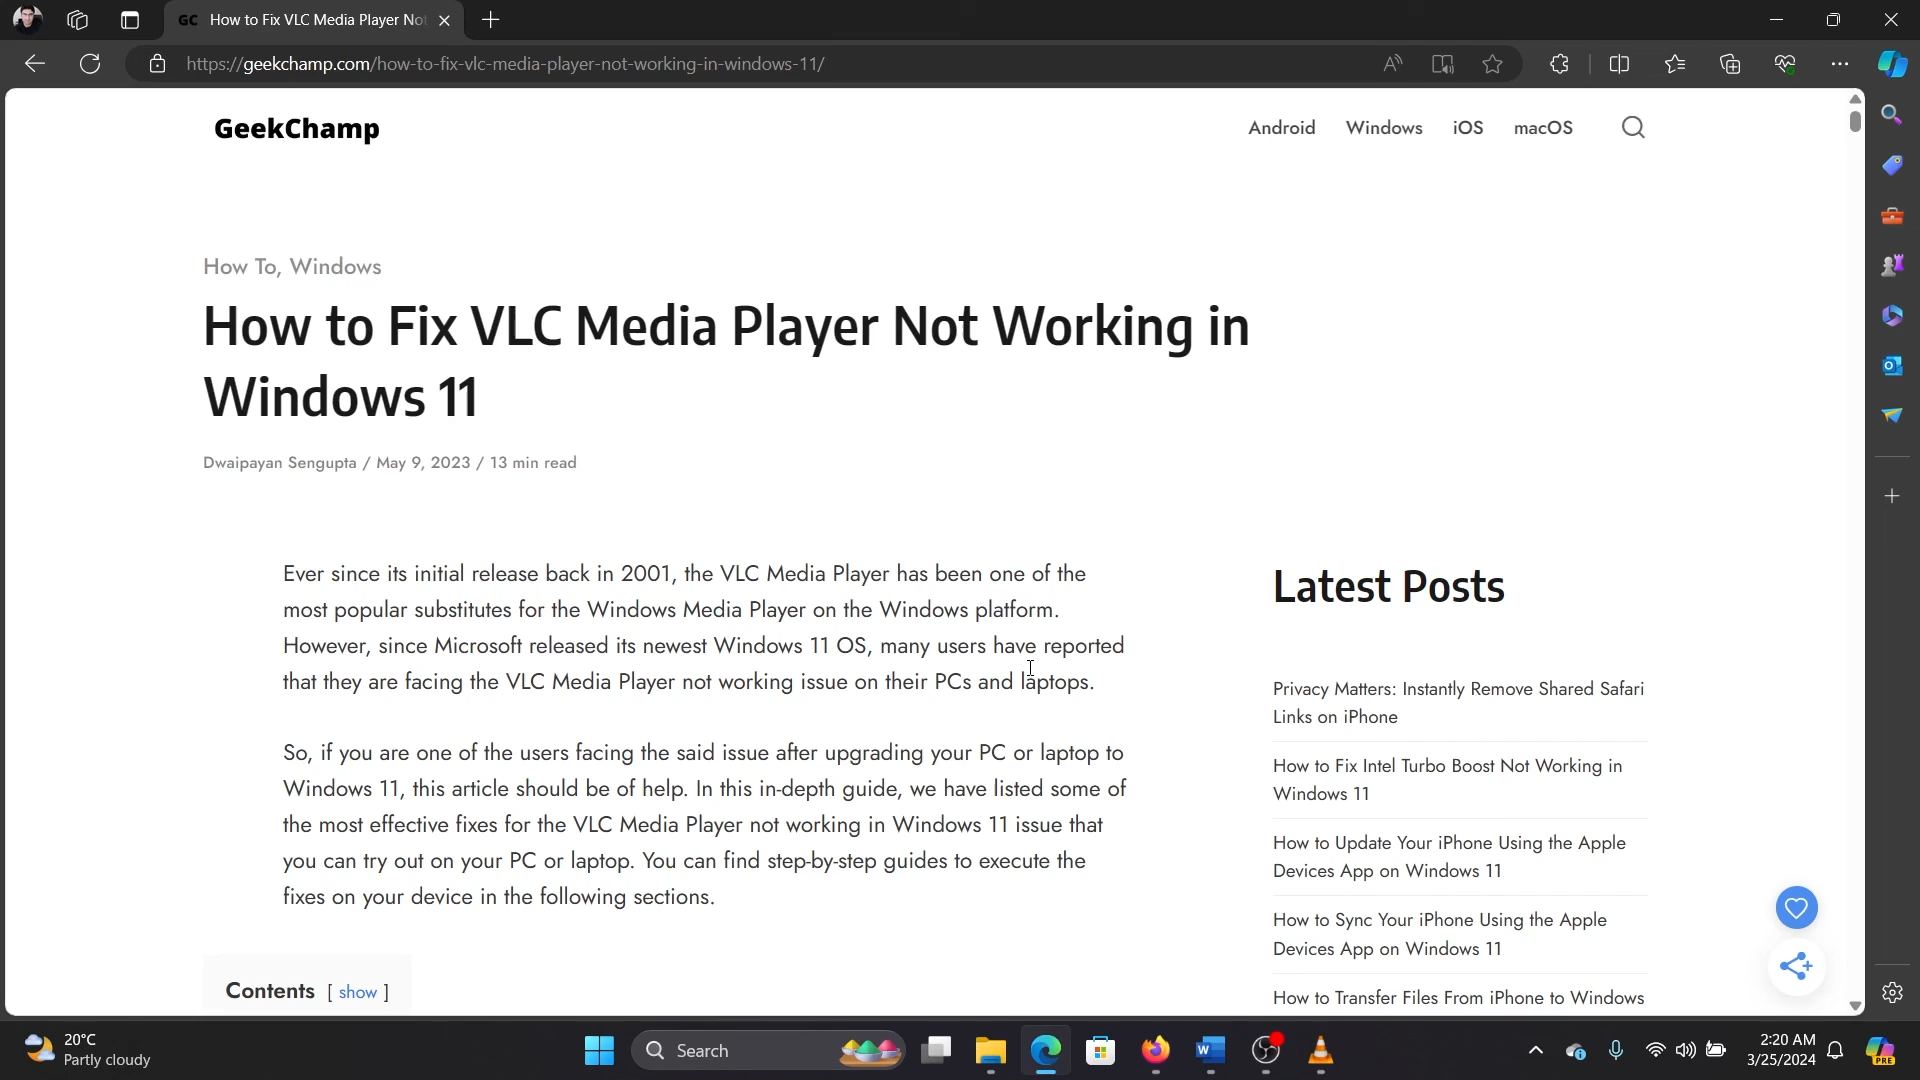 GC How to Fix VLC Media Player Not
https://geekchamp.com/how-to-fix-vlc-media-player-not-working-in-windows-11/
GeekChamp
Android Windows iOS macOS
How To, Windows
How to Fix VLC Media Player Not Working in
Windows 11
Dwaipayan Sengupta / May 9, 2023 / 13 min read
Ever since its initial release back in 2001, the VLC Media Player has been one of the
most popular substitutes for the Windows Media Player on the Windows platform.
However, since Microsoft released its newest Windows 11 OS, many users have reported
that they are facing the VLC Media Player not working issue on their PCs and laptops.
So, if you are one of the users facing the said issue after upgrading your PC or laptop to
Windows 11, this article should be of help. In this in-depth guide, we have listed some of
the most effective fixes for the VLC Media Player not working in Windows 11 issue that
you can try out on your PC or laptop. You can find step-by-step guides to execute the
fixes on your device in the following sections.
Contents [ show ]
Latest Posts
Privacy Matters: Instantly Remove Shared Safari
Links on iPhone
How to Fix Intel Turbo Boost Not Working in
Windows 11
How to Update Your iPhone Using the Apple
Devices App on Windows 11
How to Sync Your iPhone Using the Apple
Devices App on Windows 11
How to Transfer Files From iPhone to Windows
20°C
Partly cloudy
Search
2:20 AM
3/25/2024
PRE